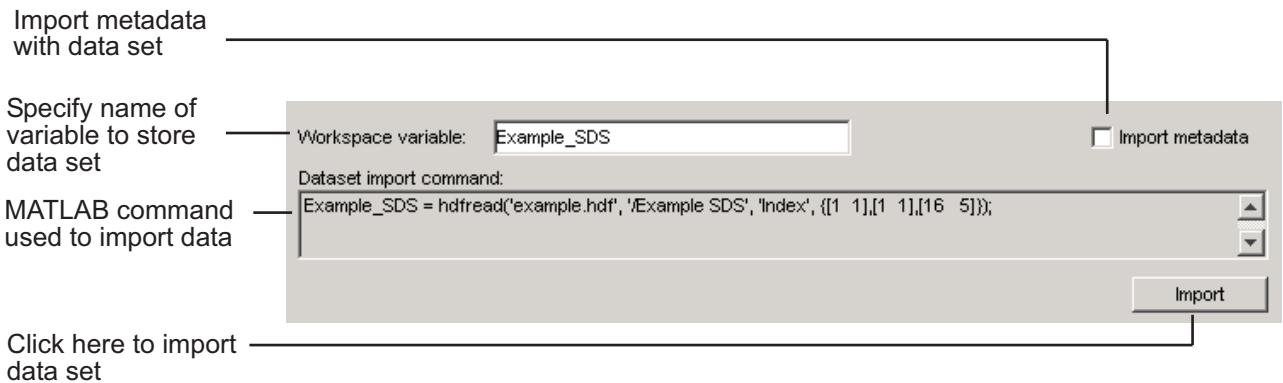 Import metadata
with data set
Specify name of
variable to store
data set
Workspace variable: Example_SDS Import metadata
Dataset import command:
MATLAB command
used to import data
Example_SDS = hdfread('example.hdf', '/Example SDS', 'Index', {[1  1],[1  1],[16   5]});
Import
Click here to import
data set